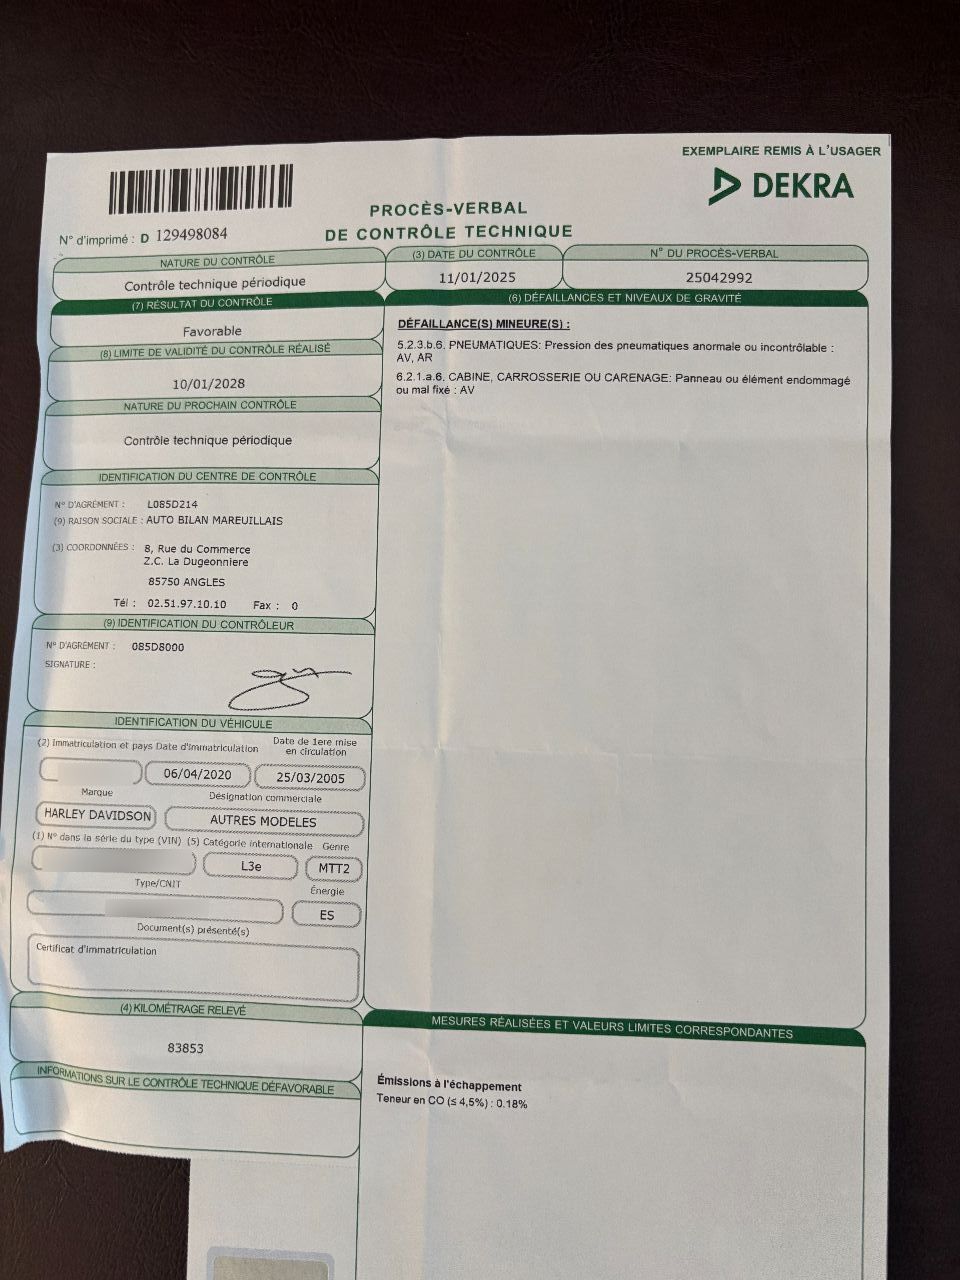 EXEMPLAIRE REMIS À L'USAGER
DEKRA
N° d'imprimé : D 129498084
PROCÈS-VERBAL
DE CONTRÔLE TECHNIQUE
NATURE DU CONTRÔLE
Contrôle technique périodique
(3) DATE DU CONTRÔLE
11/01/2025
N° DU PROCÈS-VERBAL
25042992
(7) RÉSULTAT DU CONTRÔLE
Favorable
(8) LIMITE DE VALIDITÉ DU CONTRÔLE RÉALISÉ
10/01/2028
NATURE DU PROCHAIN CONTRÔLE
Contrôle technique périodique
IDENTIFICATION DU CENTRE DE CONTRÔLE
N° D'AGRÉMENT : L085D214
(9) RAISON SOCIALE : AUTO BILAN MAREUILLAIS
(3) COORDONNÉES : 8, Rue du Commerce
Z.C. La Dugeonniere
85750 ANGLES
Tél : 02.51.97.10.10 Fax : 0
(9) IDENTIFICATION DU CONTRÔLEUR
N° D'AGRÉMENT : 085D8000
SIGNATURE :
IDENTIFICATION DU VÉHICULE
(2) Immatriculation et pays Date d'immatriculation Date de 1ere mise
en circulation
06/04/2020 25/03/2005
Marque Désignation commerciale
HARLEY DAVIDSON AUTRES MODELES
(1) N° dans la série du type (VIN) (5) Catégorie internationale Genre
L3e MTT2
Type/CNIT Énergie
ES
Document(s) présenté(s)
Certificat d'immatriculation
(4) KILOMÉTRAGE RELEVÉ
83853
INFORMATIONS SUR LE CONTRÔLE TECHNIQUE DÉFAVORABLE
(6) DÉFAILLANCES ET NIVEAUX DE GRAVITÉ
DÉFAILLANCE(S) MINEURE(S) :
5.2.3.b.6. PNEUMATIQUES: Pression des pneumatiques anormale ou incontrôlable :
AV, AR
6.2.1.a.6. CABINE, CARROSSERIE OU CARENAGE: Panneau ou élément endommagé
ou mal fixé : AV
MESURES RÉALISÉES ET VALEURS LIMITES CORRESPONDANTES
Émissions à l'échappement
Teneur en CO (≤ 4,5%) : 0.18%